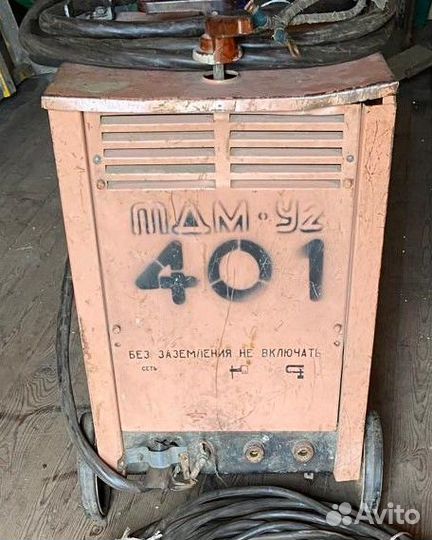 ТДМ·У2
401
БЕЗ ЗАЗЕМЛЕНИЯ НЕ ВКЛЮЧАТЬ
СЕТЬ
Avito